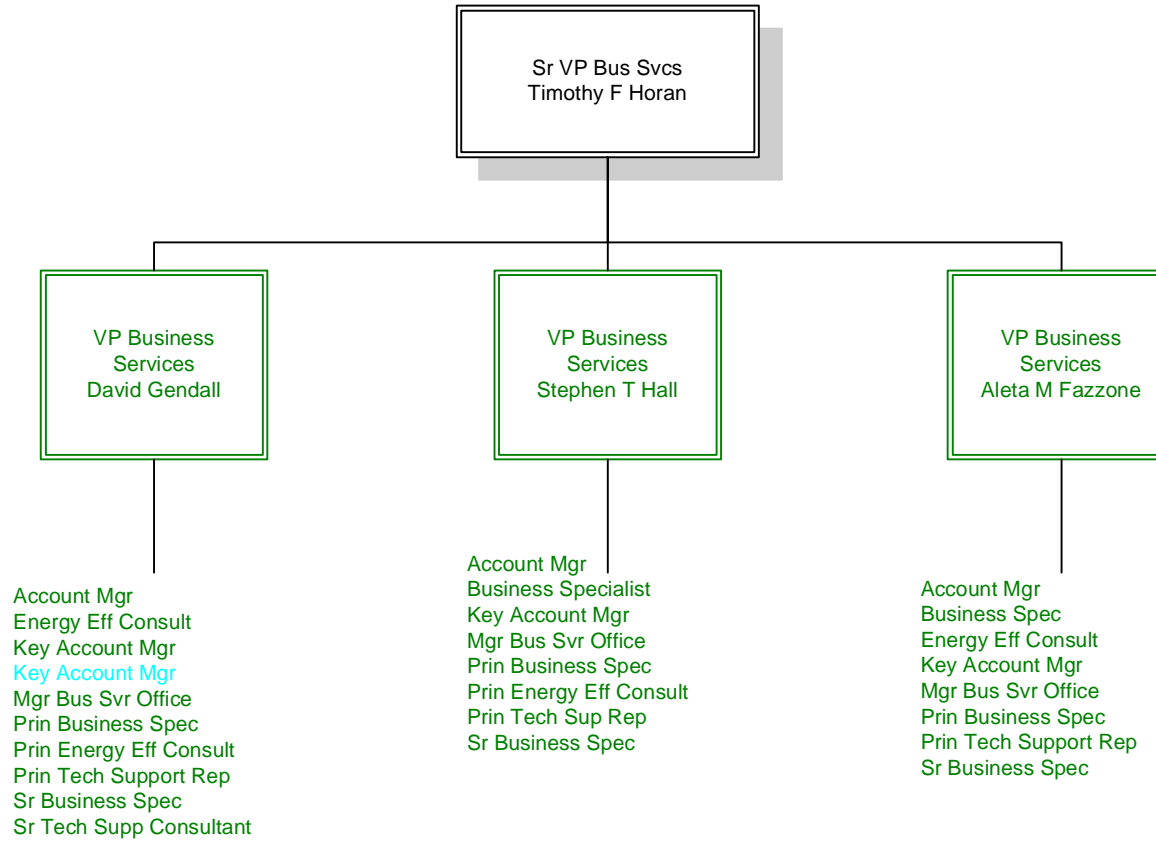 Sr VP Bus Svcs
Timothy F Horan
VP Business
Services
David Gendall
VP Business
Services
Stephen T Hall
VP Business
Services
Aleta M Fazzone
Account Mgr
Energy Eff Consult
Key Account Mgr
Key Account Mgr
Mgr Bus Svr Office
Prin Business Spec
Prin Energy Eff Consult
Prin Tech Support Rep
Sr Business Spec
Sr Tech Supp Consultant
Account Mgr
Business Specialist
Key Account Mgr
Mgr Bus Svr Office
Prin Business Spec
Prin Energy Eff Consult
Prin Tech Sup Rep
Sr Business Spec
Account Mgr
Business Spec
Energy Eff Consult
Key Account Mgr
Mgr Bus Svr Office
Prin Business Spec
Prin Tech Support Rep
Sr Business Spec